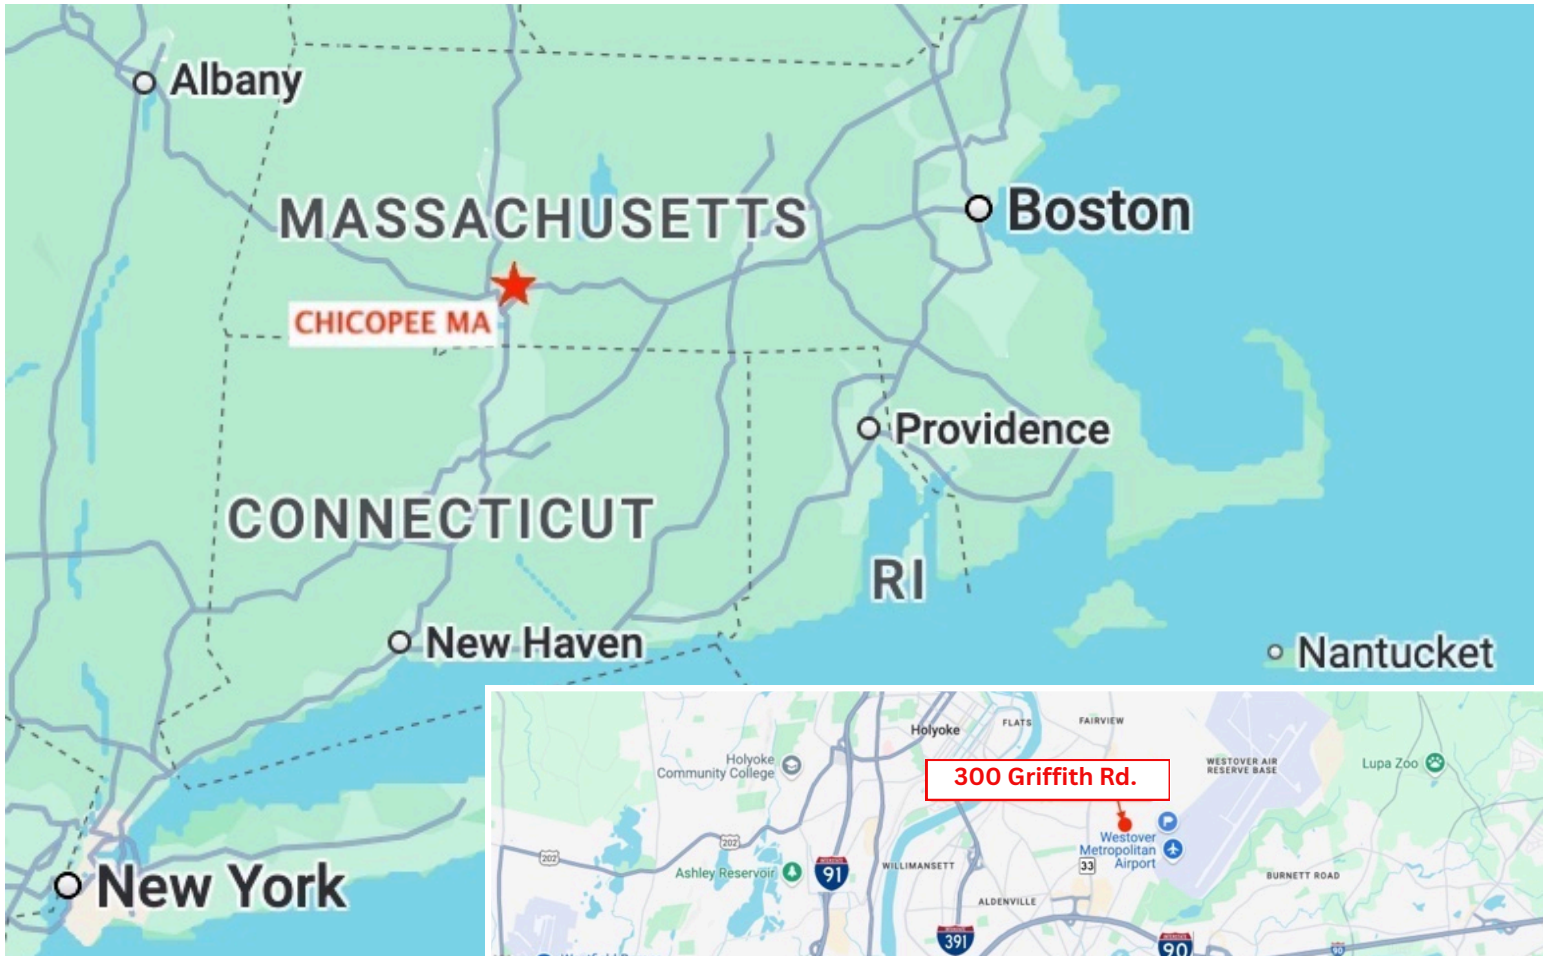 Albany
MASSACHUSETTS
Boston
CHICOPEE MA
Providence
CONNECTICUT
RI
New Haven
Nantucket
New York
Holyoke
FLATS
FAIRVIEW
Holyoke
Community College
WESTOVER AIR
RESERVE BASE
Lupa Zoo
300 Griffith Rd.
202
202
Westover
Metropolitan
Airport
33
Ashley Reservoir
91
WILLIMANSETT
BURNETT ROAD
ALDENVILLE
391
90
90